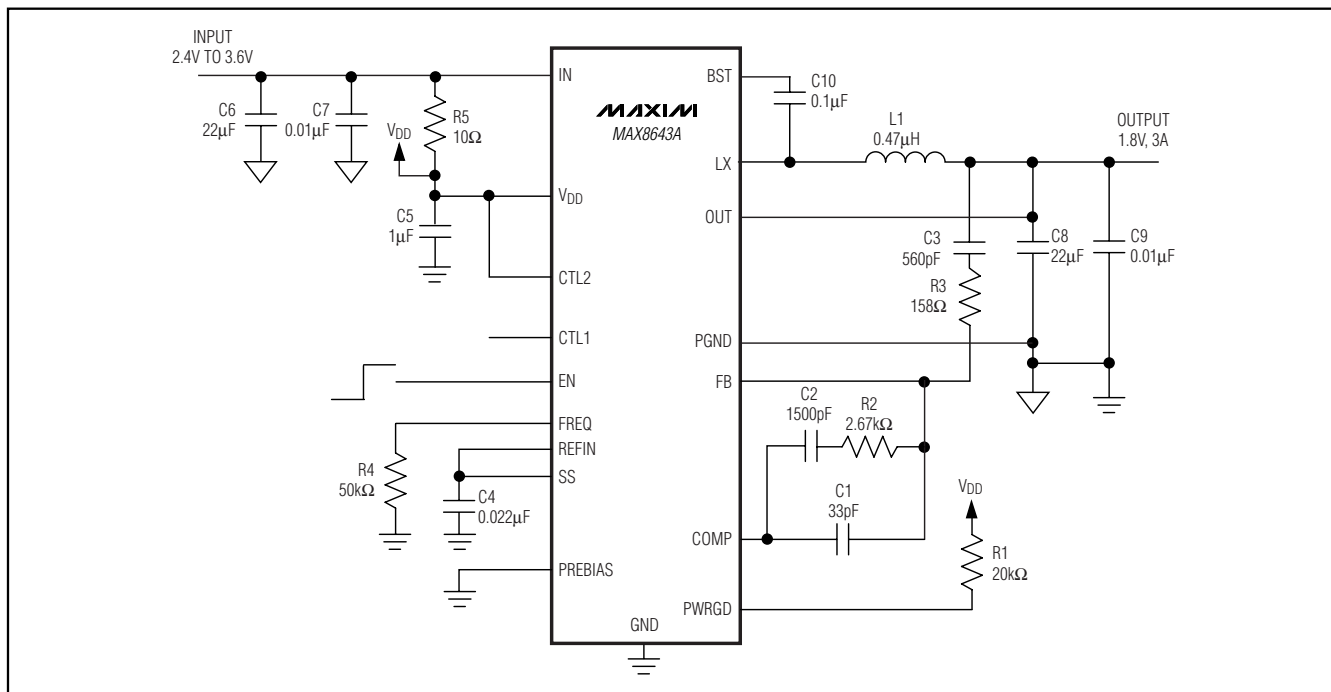 INPUT
2.4V TO 3.6V
C6
22µF
C7
0.01µF
R5
10Ω
VDD
C5
1µF
IN
VDD
CTL2
CTL1
EN
FREQ
REFIN
SS
R4
50kΩ
C4
0.022µF
PREBIAS
GND
MAXIM
MAX8643A
BST
LX
OUT
PGND
FB
COMP
PWRGD
C10
0.1µF
L1
0.47µH
OUTPUT
1.8V, 3A
C3
560pF
R3
158Ω
C8
22µF
C9
0.01µF
C2
1500pF
R2
2.67kΩ
C1
33pF
VDD
R1
20kΩ